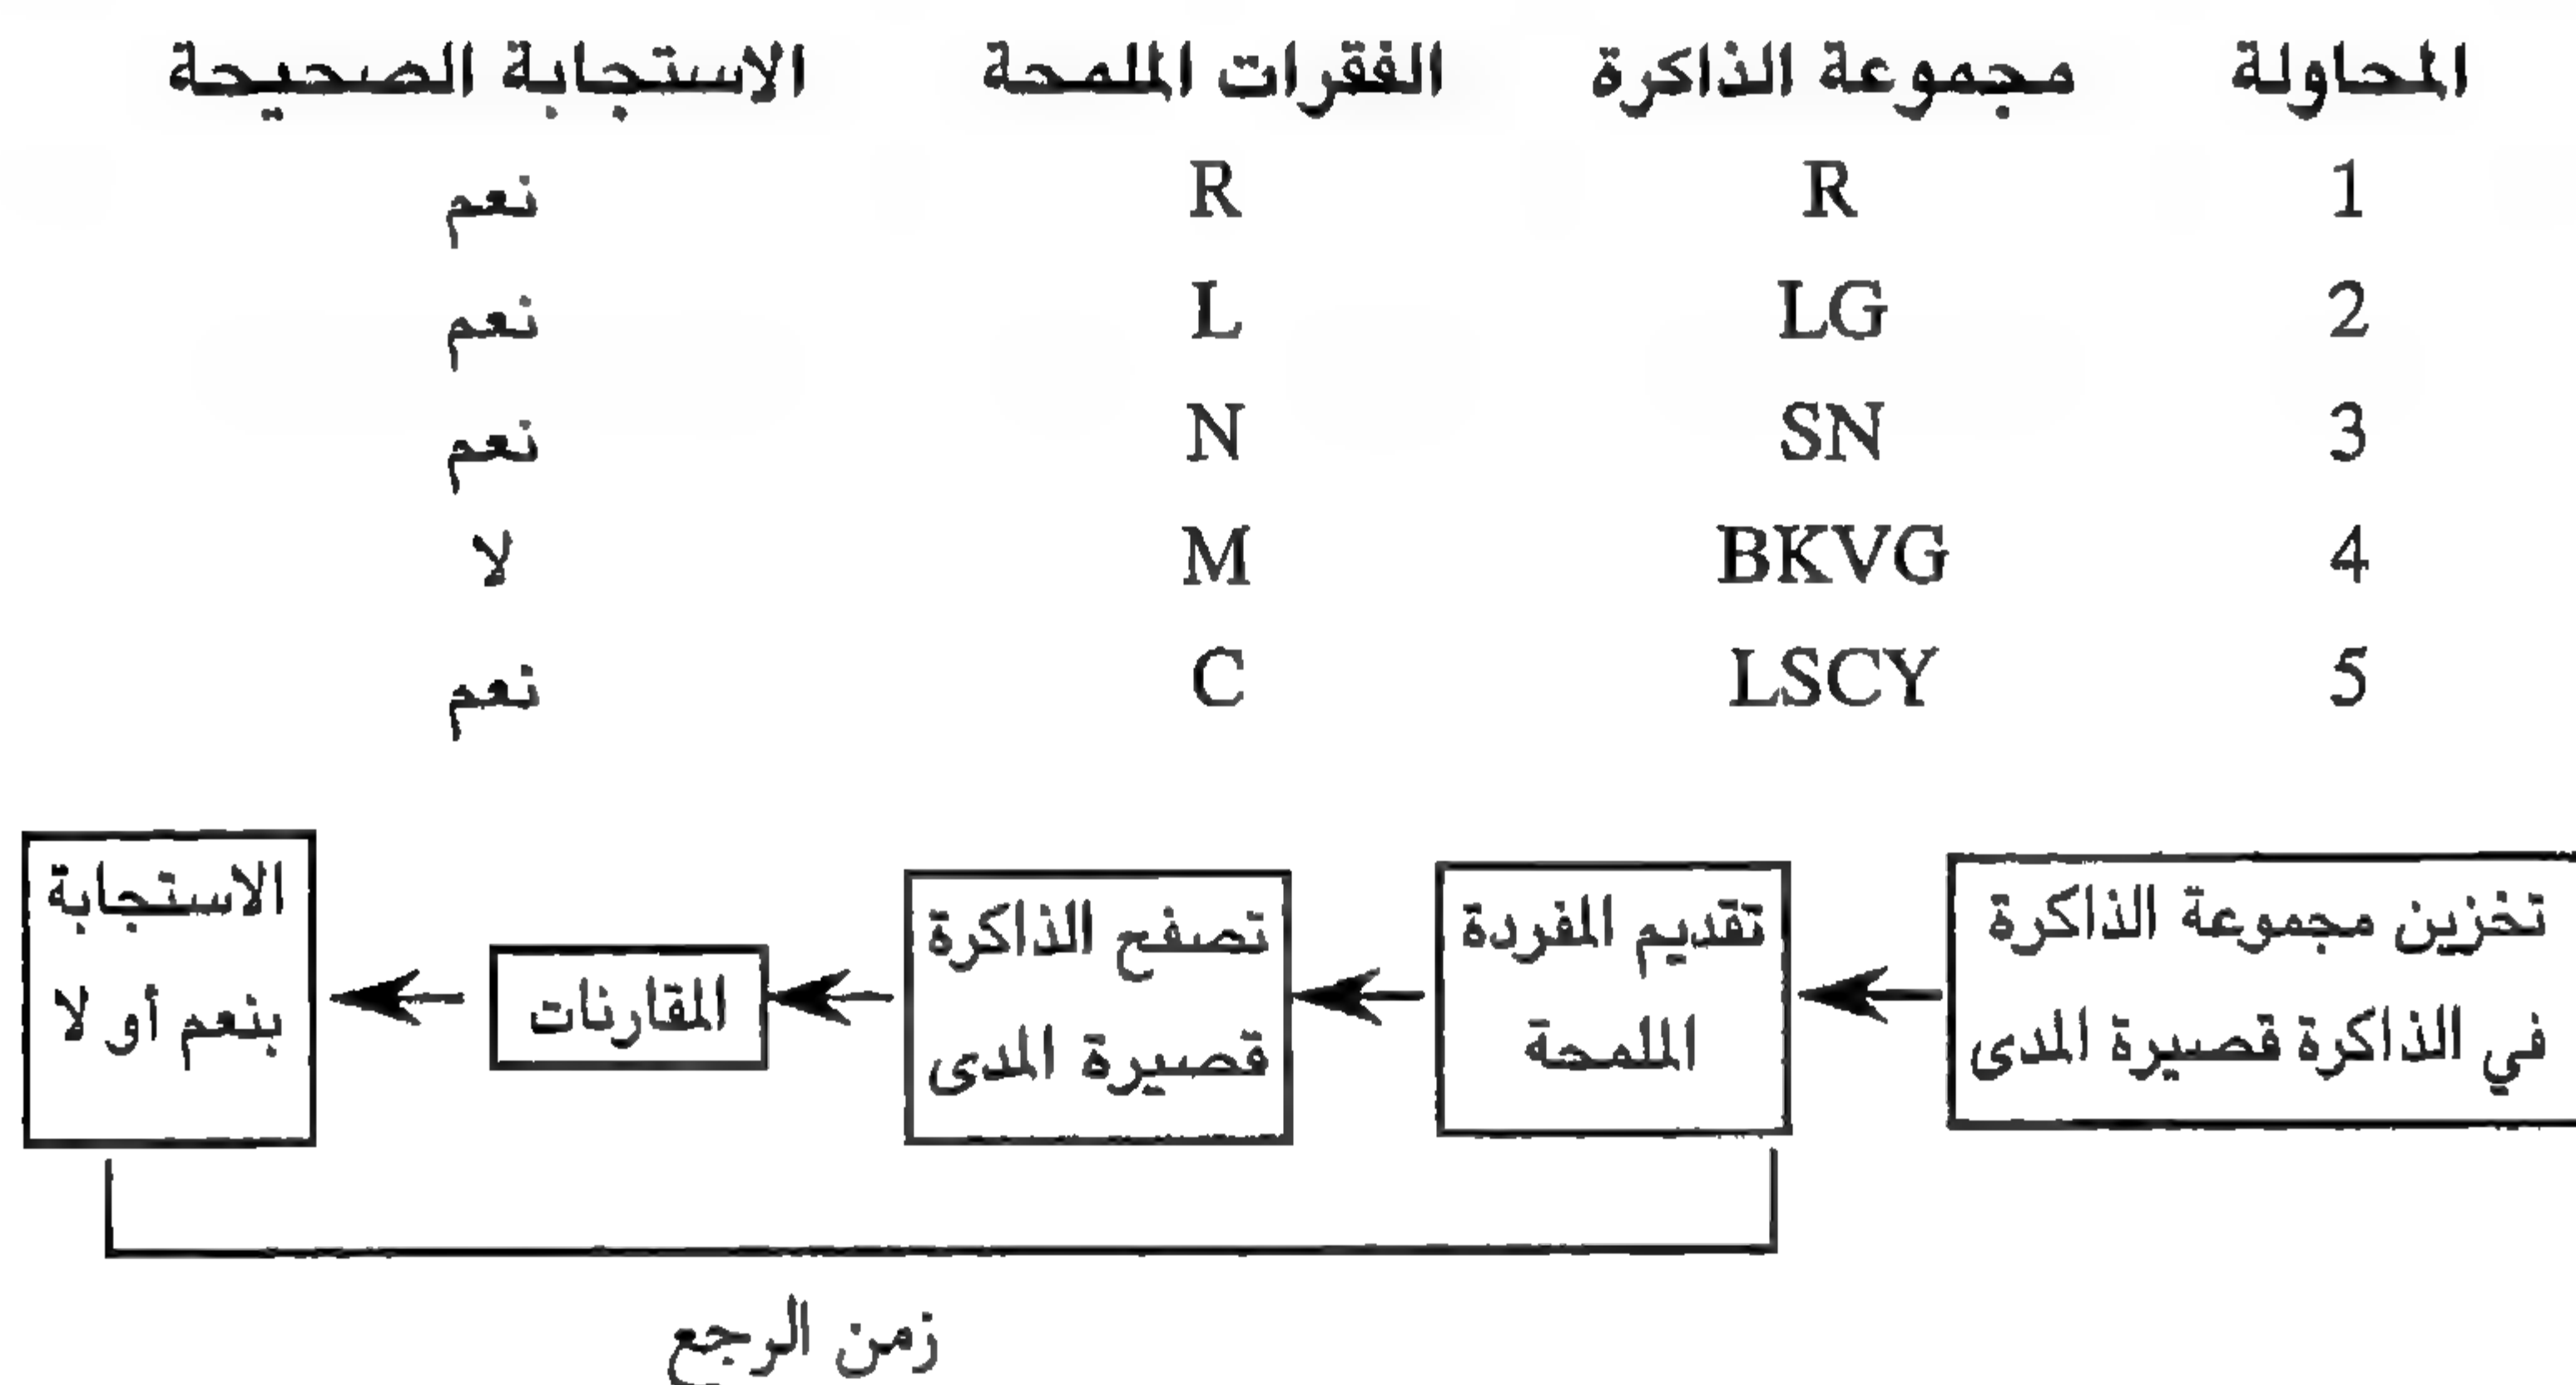 المحاولة مجموعة الذاكرة الفقرات الملمحة الاستجابة الصحيحة
1 R R نعم
2 LG L نعم
3 SN N نعم
4 BKVG M لا
5 LSCY C نعم
تخزين مجموعة الذاكرة
في الذاكرة قصيرة المدى
تقديم المفردة
الملمحة
تصفح الذاكرة
قصيرة المدى
المقارنات
الاستجابة
بنعم أو لا
زمن الرجع